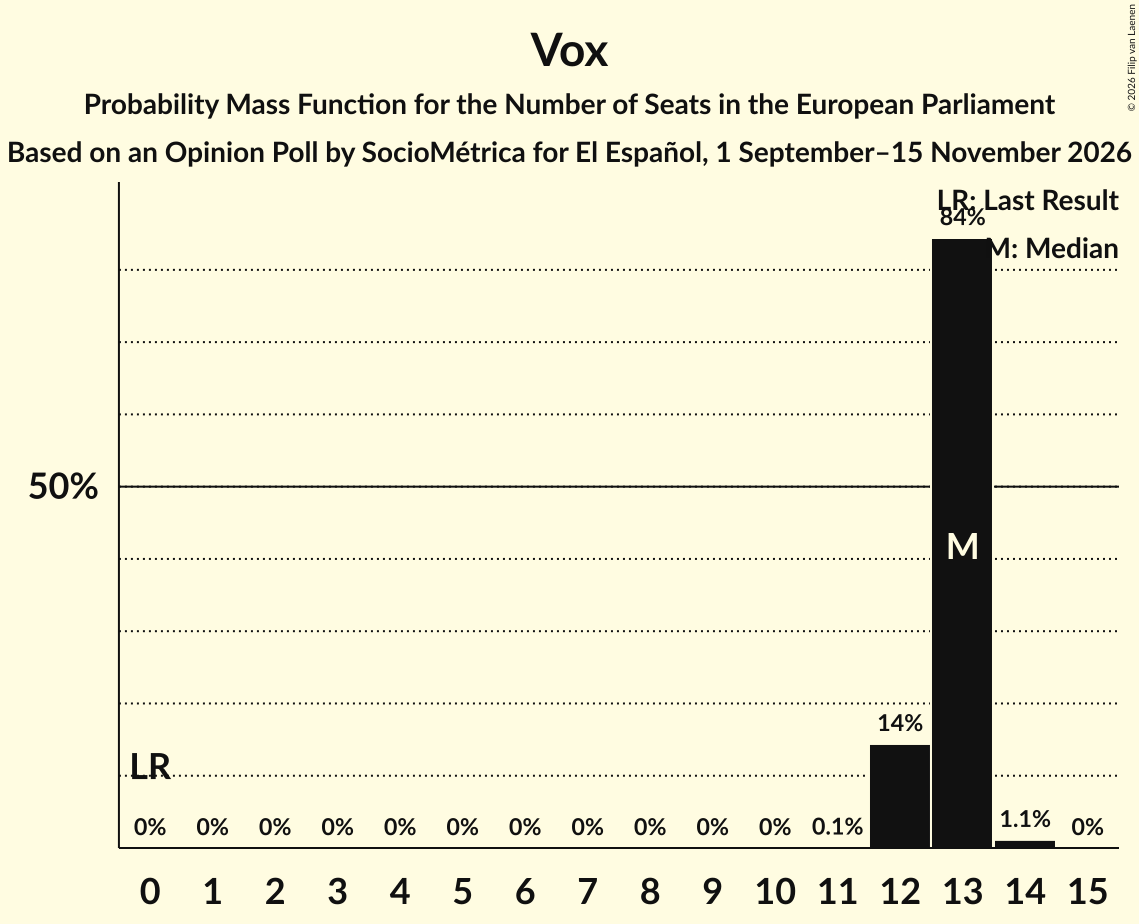 Vox
Probability Mass Function for the Number of Seats in the European Parliament
Based on an Opinion Poll by SocioMétrica for El Español, 1 September–15 November 2026
© 2026 Filip van Laenen
LR: Last Result
M: Median
84%
50%
M
14%
LR
0% 0% 0% 0% 0% 0% 0% 0% 0% 0% 0% 0.1% 1.1% 0%
0 1 2 3 4 5 6 7 8 9 10 11 12 13 14 15